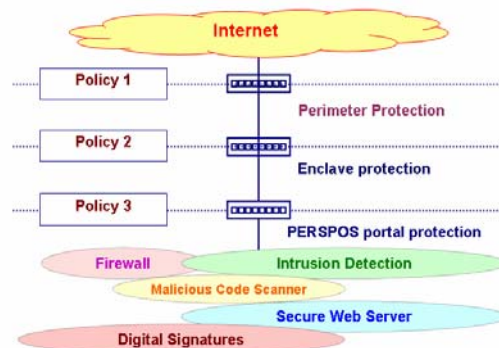 Internet
Policy 1
Perimeter Protection
Policy 2
Enclave protection
Policy 3
PERSPOS portal protection
Firewall
Intrusion Detection
Malicious Code Scanner
Secure Web Server
Digital Signatures